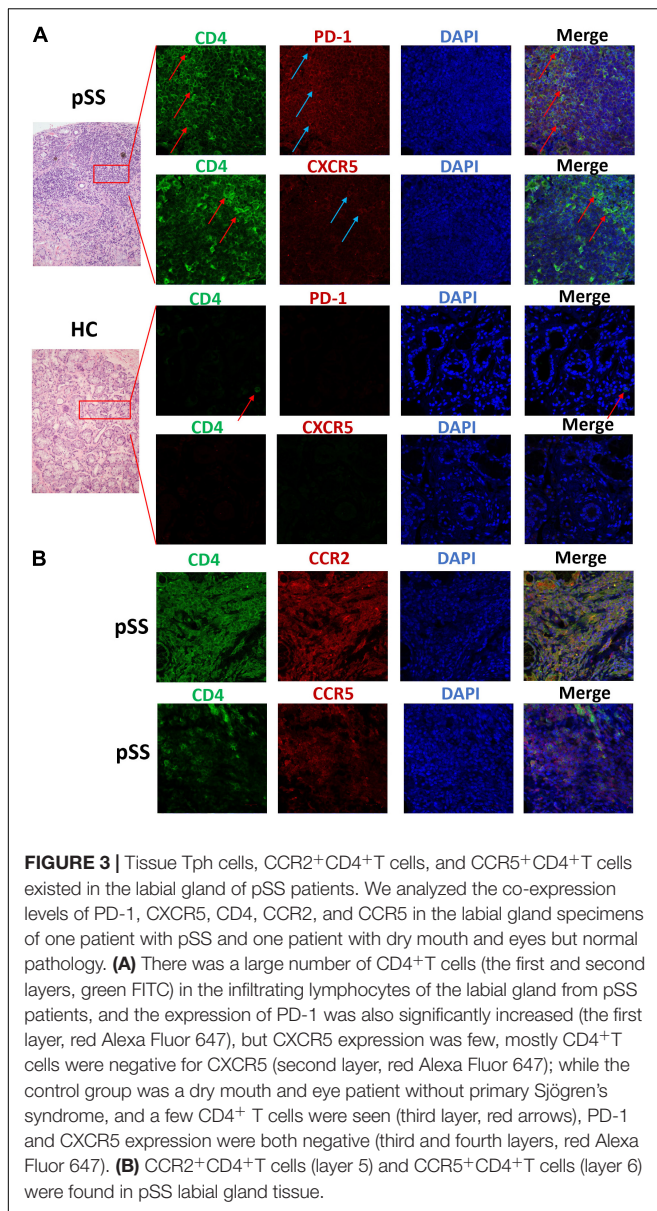 A
CD4 PD-1 DAPI Merge
pSS
CD4 CXCR5 DAPI Merge
HC
CD4 PD-1 DAPI Merge
CD4 CXCR5 DAPI Merge
B
CD4 CCR2 DAPI Merge
pSS
CD4 CCR5 DAPI Merge
pSS
FIGURE 3 | Tissue Tph cells, CCR2+CD4+T cells, and CCR5+CD4+T cells
existed in the labial gland of pSS patients. We analyzed the co-expression
levels of PD-1, CXCR5, CD4, CCR2, and CCR5 in the labial gland specimens
of one patient with pSS and one patient with dry mouth and eyes but normal
pathology. (A) There was a large number of CD4+T cells (the first and second
layers, green FITC) in the infiltrating lymphocytes of the labial gland from pSS
patients, and the expression of PD-1 was also significantly increased (the first
layer, red Alexa Fluor 647), but CXCR5 expression was few, mostly CD4+T
cells were negative for CXCR5 (second layer, red Alexa Fluor 647); while the
control group was a dry mouth and eye patient without primary Sjögren's
syndrome, and a few CD4+ T cells were seen (third layer, red arrows), PD-1
and CXCR5 expression were both negative (third and fourth layers, red Alexa
Fluor 647). (B) CCR2+CD4+T cells (layer 5) and CCR5+CD4+T cells (layer 6)
were found in pSS labial gland tissue.